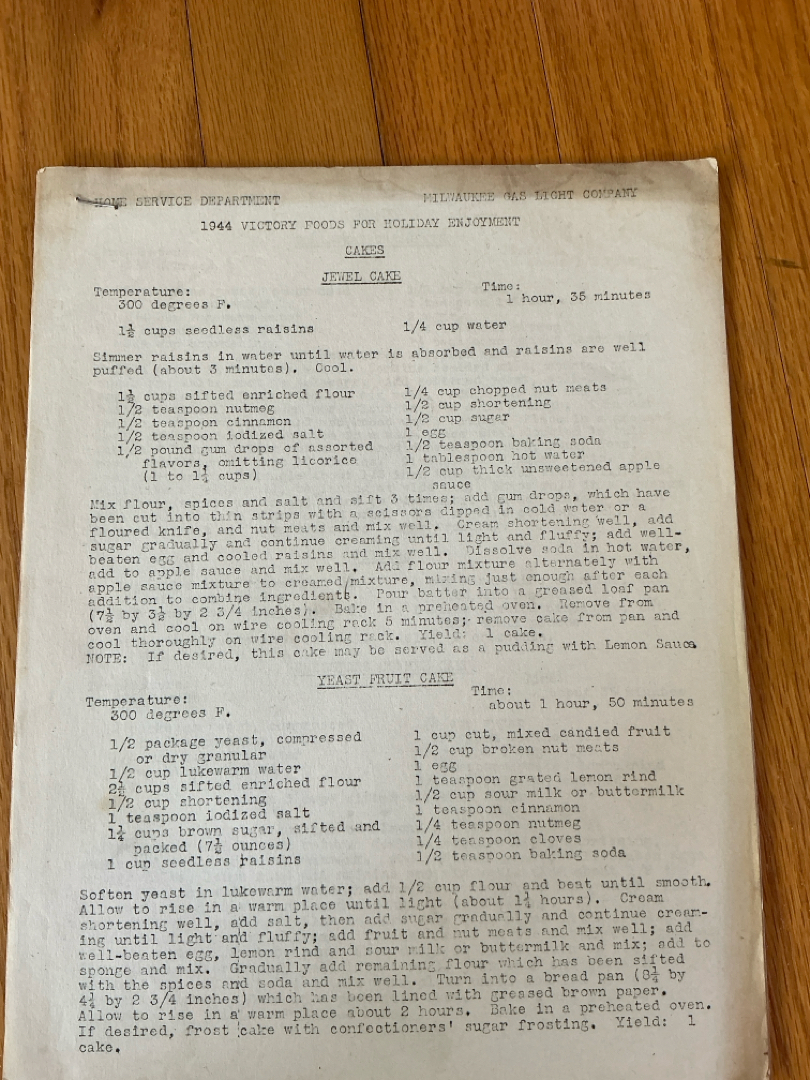 HOME SERVICE DEPARTMENT MILWAUKEE GAS LIGHT COMPANY
1944 VICTORY FOODS FOR HOLIDAY ENJOYMENT
CAKES
JEWEL CAKE
Temperature: Time:
300 degrees F. 1 hour, 35 minutes
1½ cups seedless raisins 1/4 cup water
Simmer raisins in water until water is absorbed and raisins are well
puffed (about 3 minutes). Cool.
1½ cups sifted enriched flour 1/4 cup chopped nut meats
1/2 teaspoon nutmeg 1/2 cup shortening
1/2 teaspoon cinnamon 1/2 cup sugar
1/2 teaspoon iodized salt 1 egg
1/2 pound gum drops of assorted 1/2 teaspoon baking soda
flavors, omitting licorice 1 tablespoon hot water
(1 to 1¼ cups) 1/2 cup thick unsweetened apple
sauce
Mix flour, spices and salt and sift 3 times; add gum drops, which have
been cut into thin strips with a scissors dipped in cold water or a
floured knife, and nut meats and mix well. Cream shortening well, add
sugar gradually and continue creaming until light and fluffy; add well-
beaten egg and cooled raisins and mix well. Dissolve soda in hot water,
add to apple sauce and mix well. Add flour mixture alternately with
apple sauce mixture to creamed mixture, mixing just enough after each
addition to combine ingredients. Pour batter into a greased loaf pan
(7½ by 3½ by 2 3/4 inches). Bake in a preheated oven. Remove from
oven and cool on wire cooling rack 5 minutes; remove cake from pan and
cool thoroughly on wire cooling rack. Yield: 1 cake.
NOTE: If desired, this cake may be served as a pudding with Lemon Sauce
YEAST FRUIT CAKE
Temperature: Time:
300 degrees F. about 1 hour, 50 minutes
1/2 package yeast, compressed 1 cup cut, mixed candied fruit
or dry granular 1/2 cup broken nut meats
1/2 cup lukewarm water 1 egg
2½ cups sifted enriched flour 1 teaspoon grated lemon rind
1/2 cup shortening 1/2 cup sour milk or buttermilk
1 teaspoon iodized salt 1 teaspoon cinnamon
1¼ cups brown sugar, sifted and 1/4 teaspoon nutmeg
packed (7½ ounces) 1/4 teaspoon cloves
1 cup seedless raisins 1/2 teaspoon baking soda
Soften yeast in lukewarm water; add 1/2 cup flour and beat until smooth.
Allow to rise in a warm place until light (about 1¼ hours). Cream
shortening well, add salt, then add sugar gradually and continue cream-
ing until light and fluffy; add fruit and nut meats and mix well; add
well-beaten egg, lemon rind and sour milk or buttermilk and mix; add to
sponge and mix. Gradually add remaining flour which has been sifted
with the spices and soda and mix well. Turn into a bread pan (8¼ by
4¼ by 2 3/4 inches) which has been lined with greased brown paper.
Allow to rise in a warm place about 2 hours. Bake in a preheated oven.
If desired, frost cake with confectioners' sugar frosting. Yield: 1
cake.